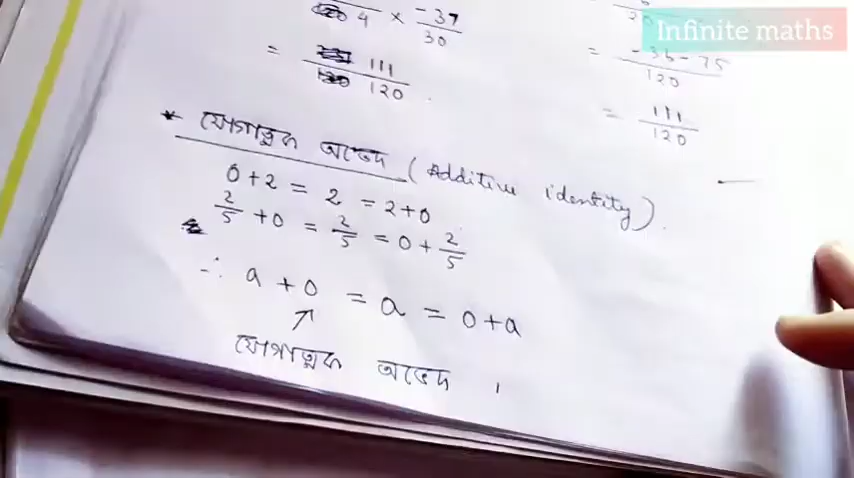 Infinite maths
4 × -37/30
= 111/120
-36-75/120
= 111/120
* যোগাত্মক অভেদ (Additive identity)
0+2 = 2 = 2+0
2/5 +0 = 2/5 = 0+ 2/5
∴ a +0 = a = 0+a
যোগাত্মক অভেদ ।